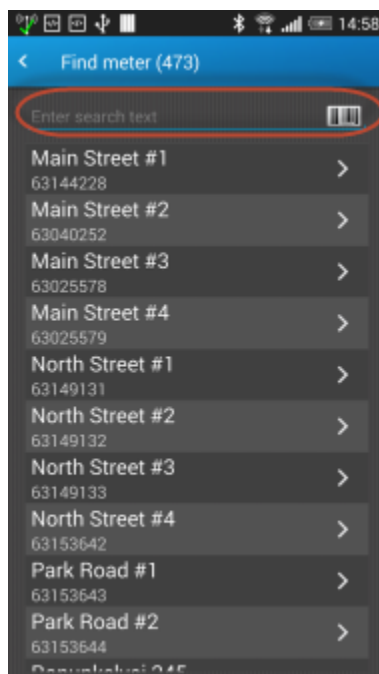 14:58
Find meter (473)
Enter search text
Main Street #1
63144228
Main Street #2
63040252
Main Street #3
63025578
Main Street #4
63025579
North Street #1
63149131
North Street #2
63149132
North Street #3
63149133
North Street #4
63153642
Park Road #1
63153643
Park Road #2
63153644